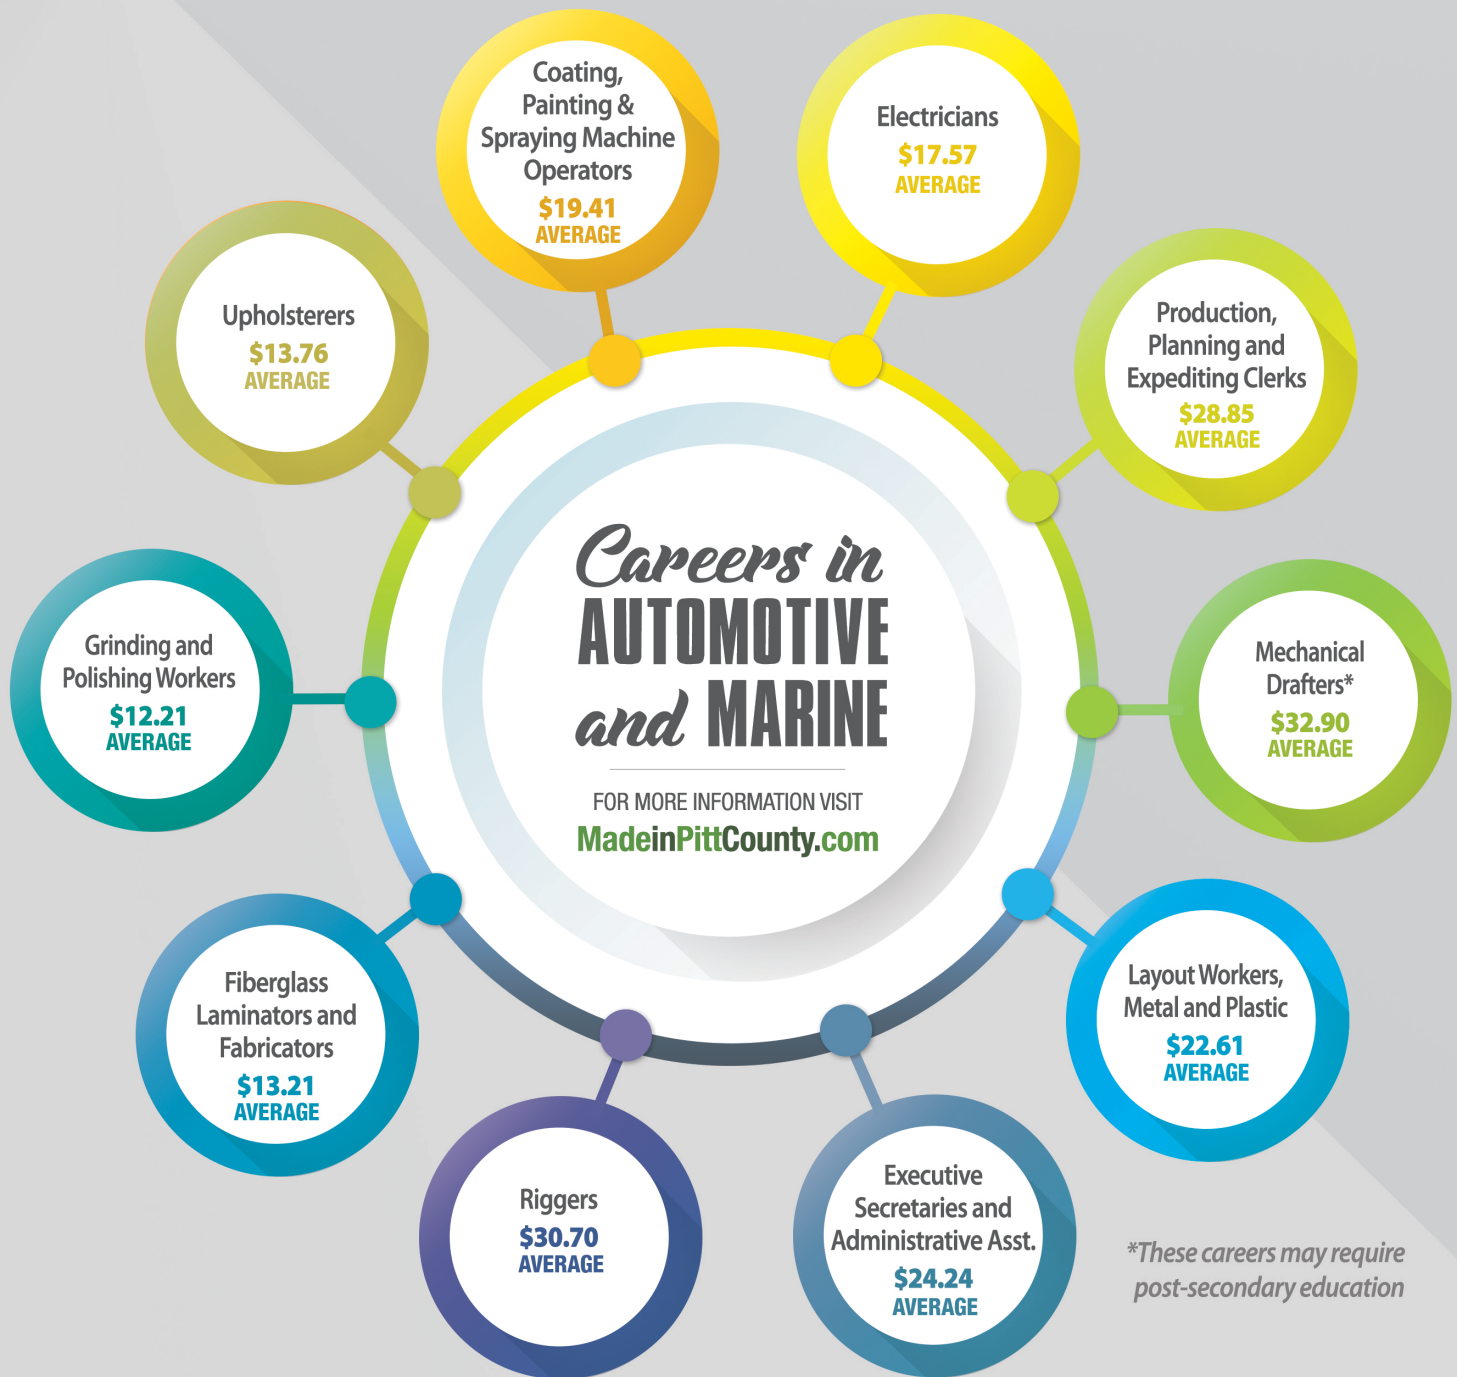 Coating,
Painting &
Spraying Machine
Operators
$19.41
AVERAGE
Electricians
$17.57
AVERAGE
Upholsterers
$13.76
AVERAGE
Production,
Planning and
Expediting Clerks
$28.85
AVERAGE
Careers in
AUTOMOTIVE
and MARINE
FOR MORE INFORMATION VISIT
MadeinPittCounty.com
Grinding and
Polishing Workers
$12.21
AVERAGE
Mechanical
Drafters*
$32.90
AVERAGE
Fiberglass
Laminators and
Fabricators
$13.21
AVERAGE
Layout Workers,
Metal and Plastic
$22.61
AVERAGE
Riggers
$30.70
AVERAGE
Executive
Secretaries and
Administrative Asst.
$24.24
AVERAGE
*These careers may require
post-secondary education